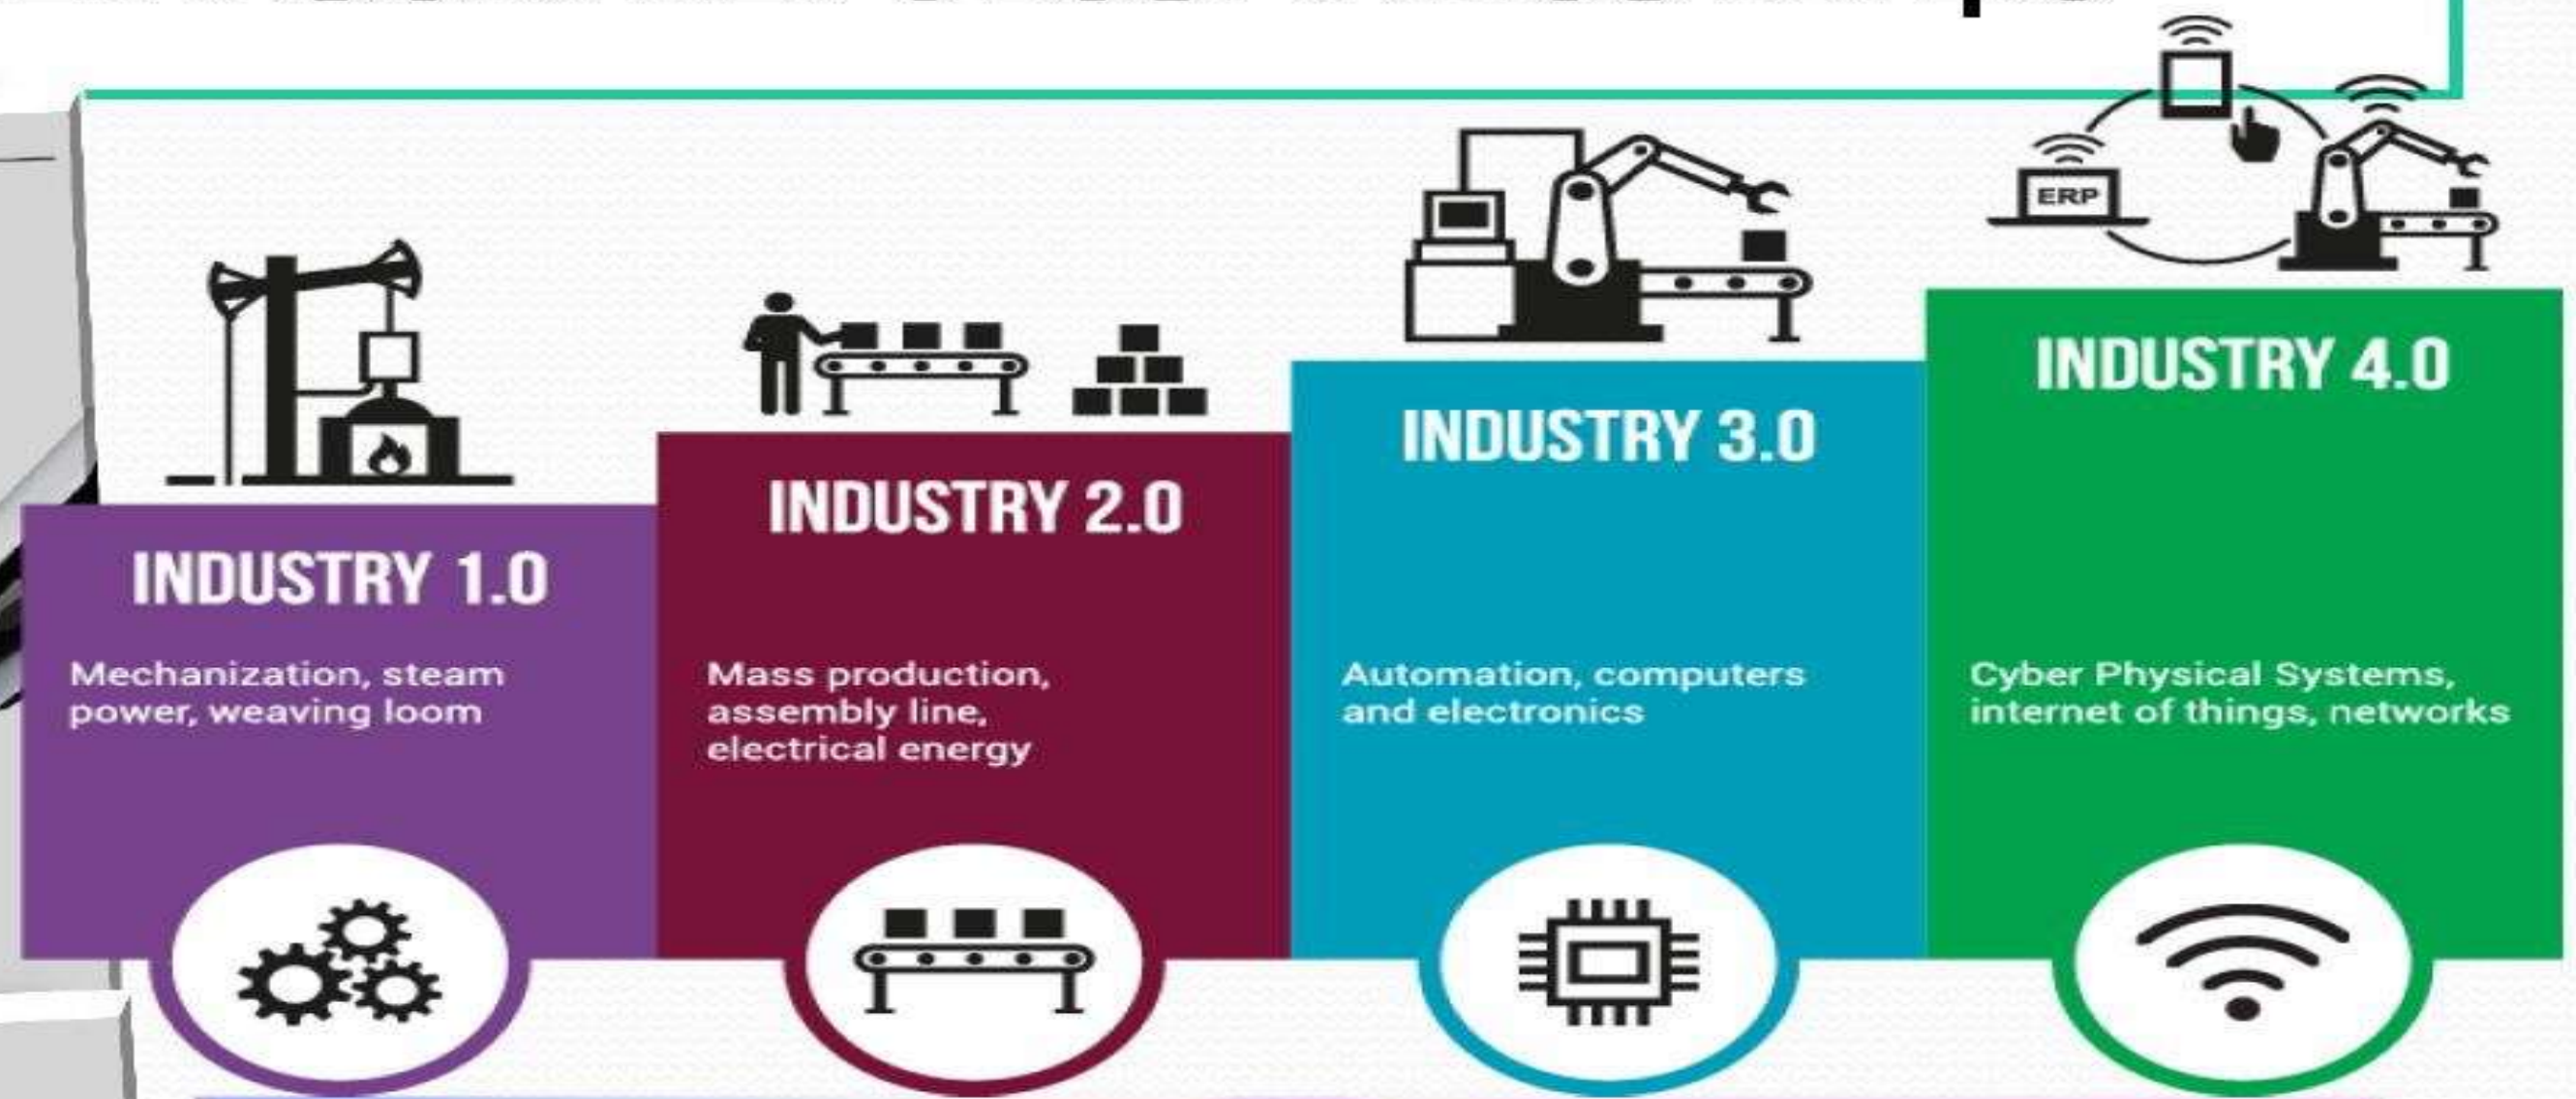 ERP
INDUSTRY 1.0
Mechanization, steam
power, weaving loom
INDUSTRY 2.0
Mass production,
assembly line,
electrical energy
INDUSTRY 3.0
Automation, computers
and electronics
INDUSTRY 4.0
Cyber Physical Systems,
internet of things, networks